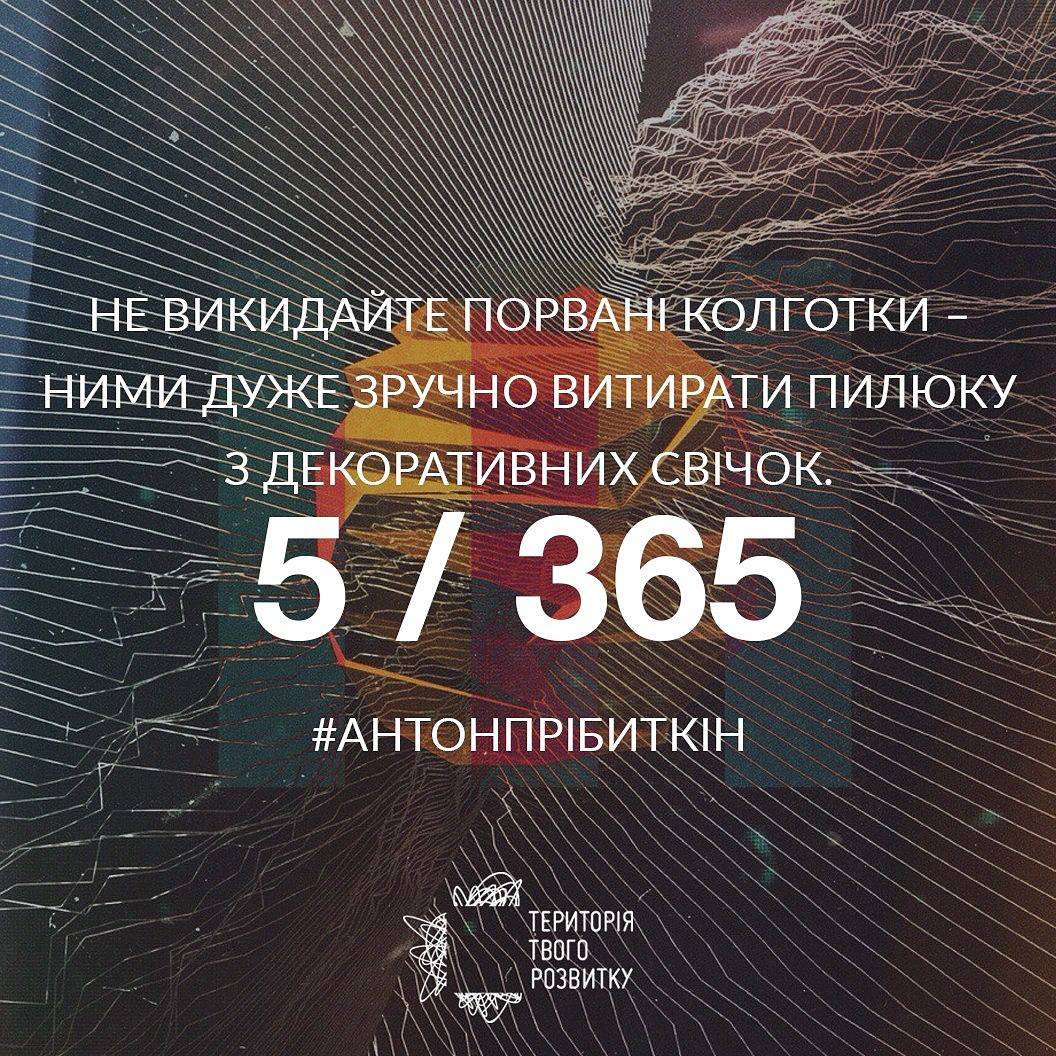 НЕ ВИКИДАЙТЕ ПОРВАНІ КОЛГОТКИ –
НИМИ ДУЖЕ ЗРУЧНО ВИТИРАТИ ПИЛЮКУ
З ДЕКОРАТИВНИХ СВІЧОК.
5 / 365
#АНТОНПРІБИТКІН
ТЕРИТОРІЯ
ТВОГО
РОЗВИТКУ